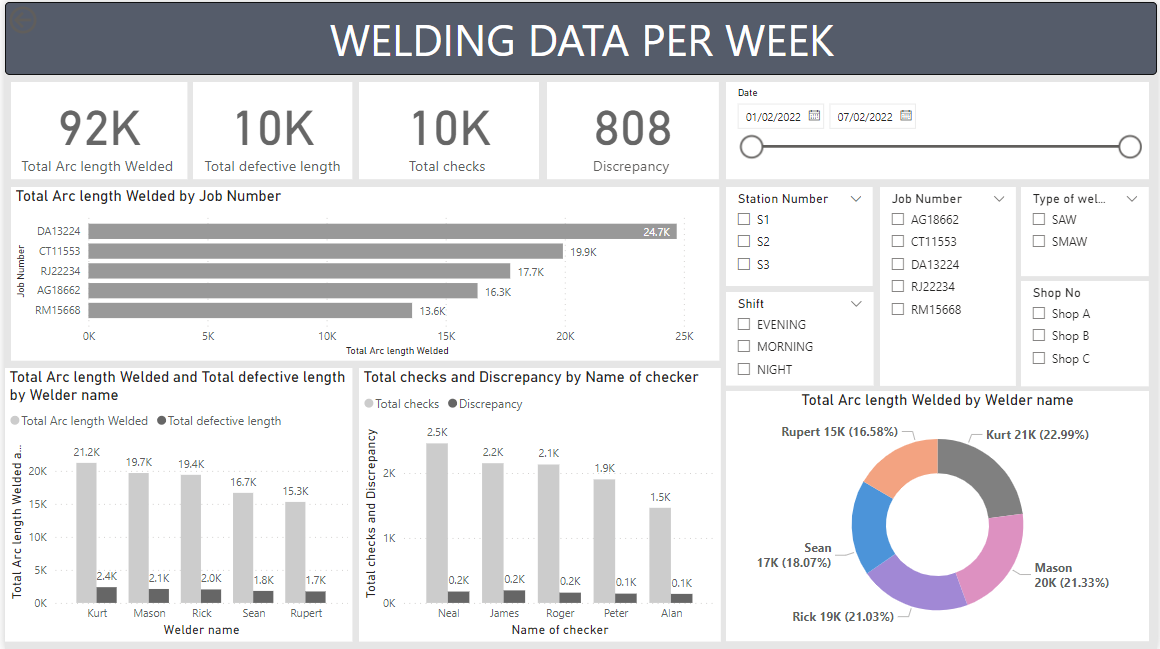 WELDING DATA PER WEEK
92K
Total Arc length Welded
10K
Total defective length
10K
Total checks
808
Discrepancy
Date
01/02/2022
07/02/2022
Total Arc length Welded by Job Number
Job Number
DA13224
24.7K
CT11553
19.9K
RJ22234
17.7K
AG18662
16.3K
RM15668
13.6K
0K 5K 10K 15K 20K 25K
Total Arc length Welded
Station Number
S1
S2
S3
Shift
EVENING
MORNING
NIGHT
Job Number
AG18662
CT11553
DA13224
RJ22234
RM15668
Type of wel...
SAW
SMAW
Shop No
Shop A
Shop B
Shop C
Total Arc length Welded and Total defective length
by Welder name
Total Arc length Welded Total defective length
Total Arc length Welded a...
20K
15K
10K
5K
0K
21.2K 19.7K 19.4K 16.7K 15.3K
2.4K 2.1K 2.0K 1.8K 1.7K
Kurt Mason Rick Sean Rupert
Welder name
Total checks and Discrepancy by Name of checker
Total checks Discrepancy
Total checks and Discrepancy
2K
1K
0K
2.5K 2.2K 2.1K 1.9K 1.5K
0.2K 0.2K 0.2K 0.1K 0.1K
Neal James Roger Peter Alan
Name of checker
Total Arc length Welded by Welder name
Rupert 15K (16.58%)
Kurt 21K (22.99%)
Sean
17K (18.07%)
Mason
20K (21.33%)
Rick 19K (21.03%)